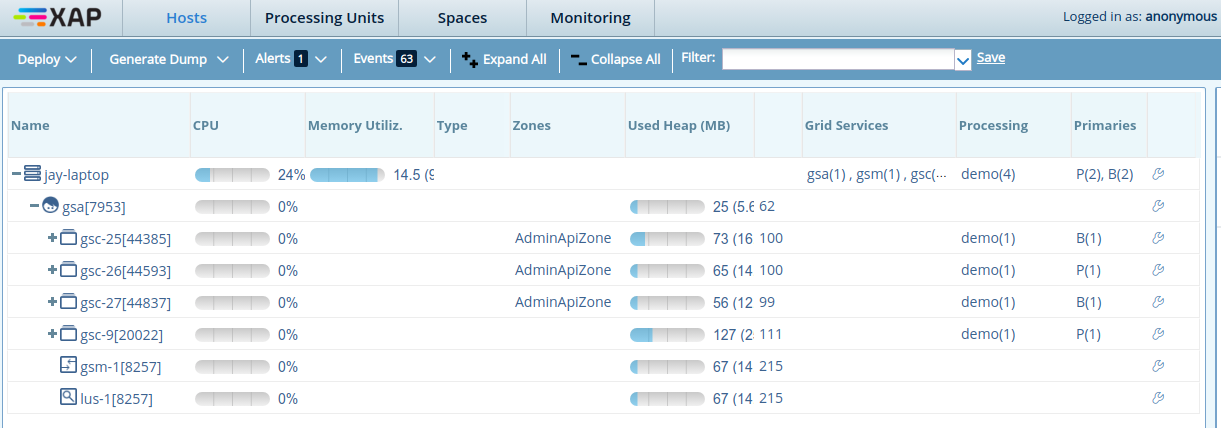 XAP Hosts Processing Units Spaces Monitoring Logged in as: anonymous
Deploy Generate Dump Alerts 1 Events 63 Expand All Collapse All Filter: Save
Name CPU Memory Utiliz. Type Zones Used Heap (MB) Grid Services Processing Primaries
jay-laptop 24% 14.5 (9 gsa(1) , gsm(1) , gsc(... demo(4) P(2), B(2)
gsa[7953] 0% 25 (5.6 62
gsc-25[44385] 0% AdminApiZone 73 (16 100 demo(1) B(1)
gsc-26[44593] 0% AdminApiZone 65 (14 100 demo(1) P(1)
gsc-27[44837] 0% AdminApiZone 56 (12 99 demo(1) B(1)
gsc-9[20022] 0% 127 (2 111 demo(1) P(1)
gsm-1[8257] 0% 67 (14 215
lus-1[8257] 0% 67 (14 215